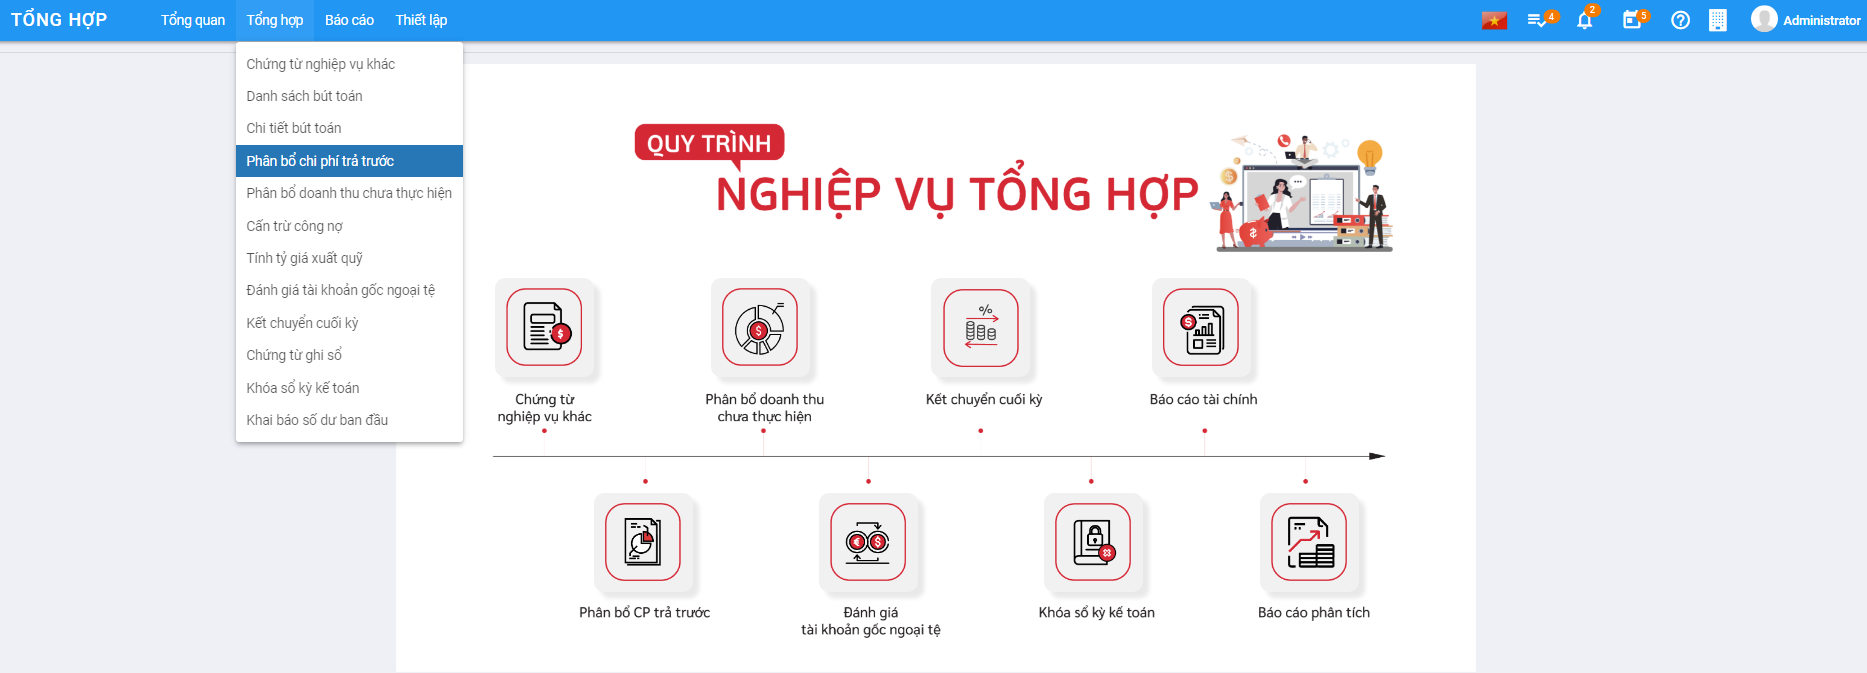 TỔNG HỢP
Tổng quan
Tổng hợp
Báo cáo
Thiết lập
4
2
5
Administrator
Chứng từ nghiệp vụ khác
Danh sách bút toán
Chi tiết bút toán
Phân bổ chi phí trả trước
Phân bổ doanh thu chưa thực hiện
Cấn trừ công nợ
Tính tỷ giá xuất quỹ
Đánh giá tài khoản gốc ngoại tệ
Kết chuyển cuối kỳ
Chứng từ ghi sổ
Khóa sổ kỳ kế toán
Khai báo số dư ban đầu
QUY TRÌNH
NGHIỆP VỤ TỔNG HỢP
Chứng từ
nghiệp vụ khác
Phân bổ doanh thu
chưa thực hiện
Kết chuyển cuối kỳ
Báo cáo tài chính
Phân bổ CP trả trước
Đánh giá
tài khoản gốc ngoại tệ
Khóa sổ kỳ kế toán
Báo cáo phân tích